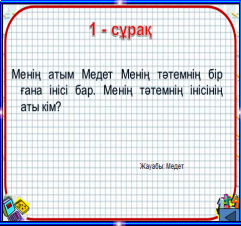 1 - сұрақ
Менің атым Медет Менің тәтемнің бір
ғана інісі бар. Менің тәтемнің інісінің
аты кім?
Жауабы: Медет